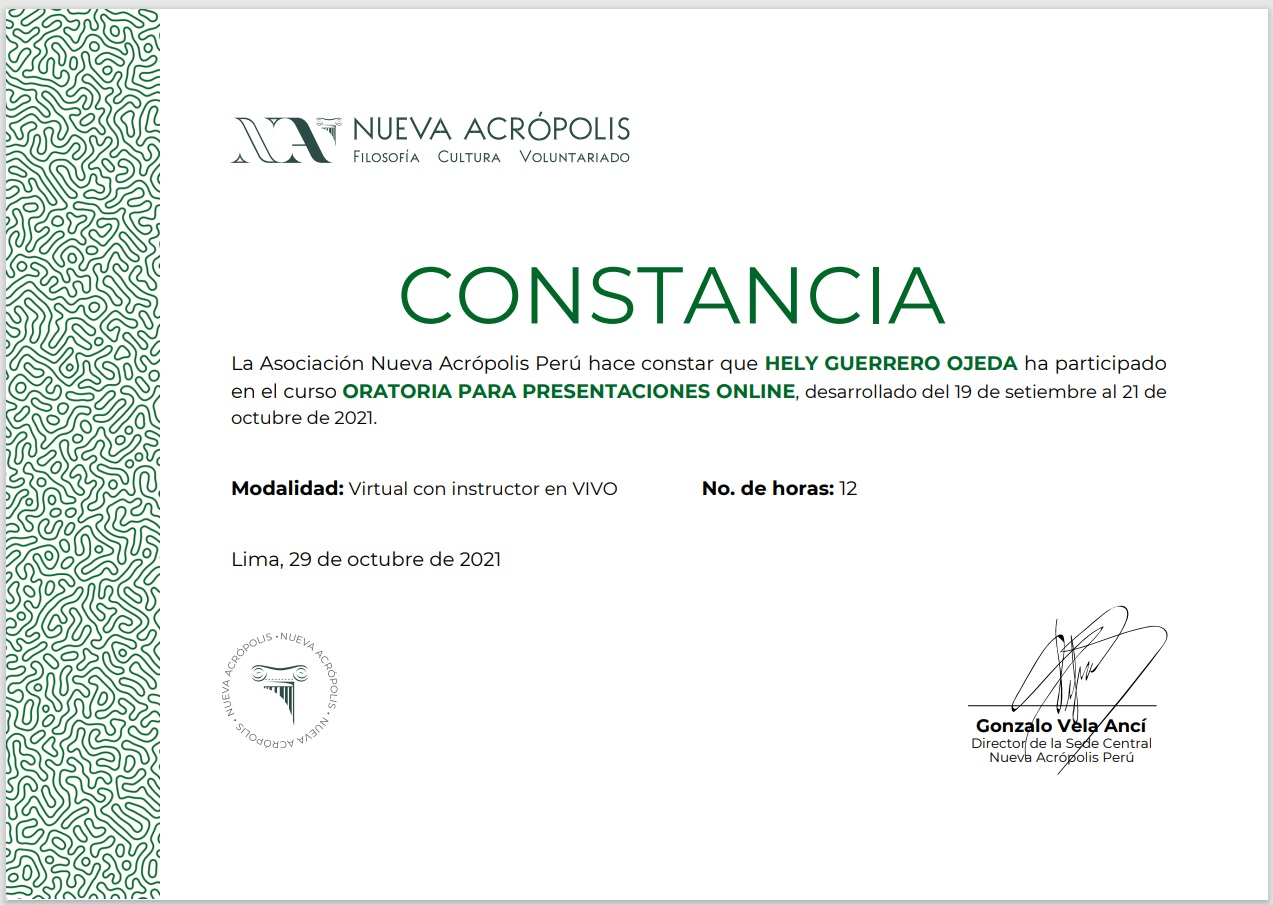 NUEVA ACRÓPOLIS
FILOSOFÍA CULTURA VOLUNTARIADO
CONSTANCIA
La Asociación Nueva Acrópolis Perú hace constar que HELY GUERRERO OJEDA ha participado
en el curso ORATORIA PARA PRESENTACIONES ONLINE, desarrollado del 19 de setiembre al 21 de
octubre de 2021.
Modalidad: Virtual con instructor en VIVO No. de horas: 12
Lima, 29 de octubre de 2021
NUEVA ACRÓPOLIS • NUEVA ACRÓPOLIS • NUEVA ACRÓPOLIS •
Gonzalo Vela Ancí
Director de la Sede Central
Nueva Acrópolis Perú